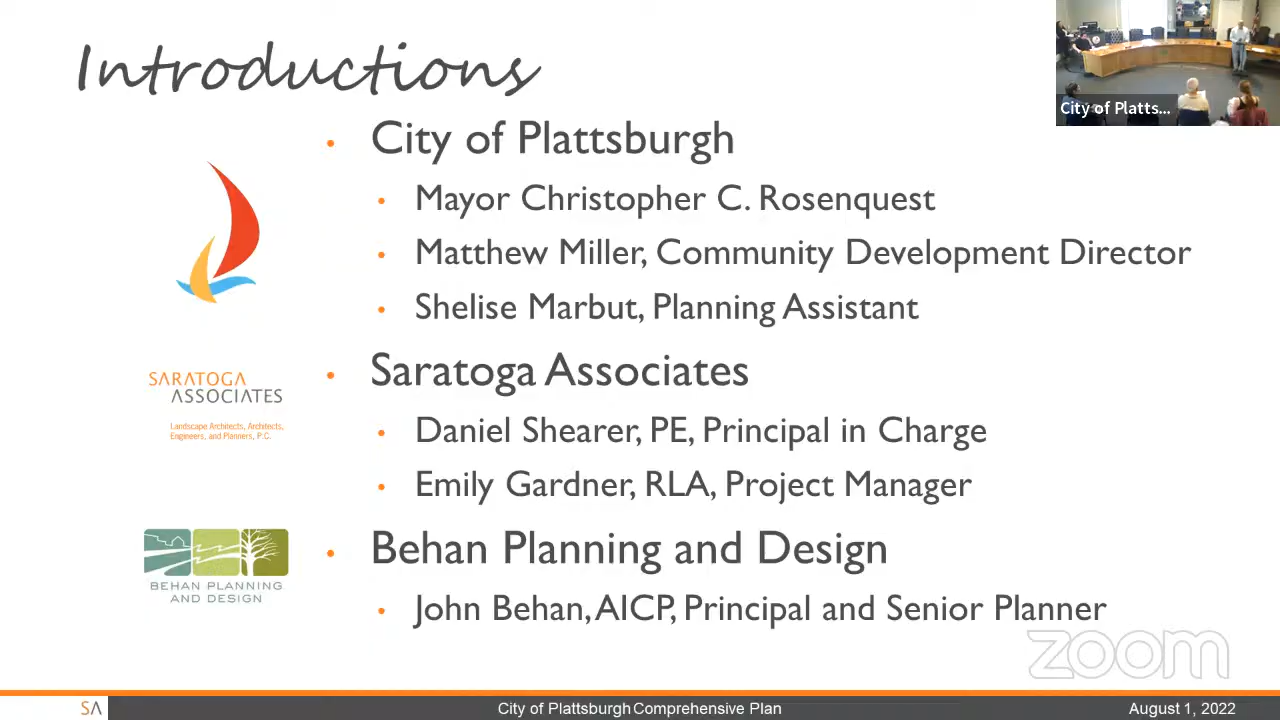 Introductions
City of Platts...
City of Plattsburgh
Mayor Christopher C. Rosenquest
Matthew Miller, Community Development Director
Shelise Marbut, Planning Assistant
SARATOGA
ASSOCIATES
Landscape Architects, Architects,
Engineers, and Planners, P.C.
Saratoga Associates
Daniel Shearer, PE, Principal in Charge
Emily Gardner, RLA, Project Manager
BEHAN PLANNING
AND DESIGN
Behan Planning and Design
John Behan, AICP, Principal and Senior Planner
zoom
SA
City of Plattsburgh Comprehensive Plan
August 1, 2022